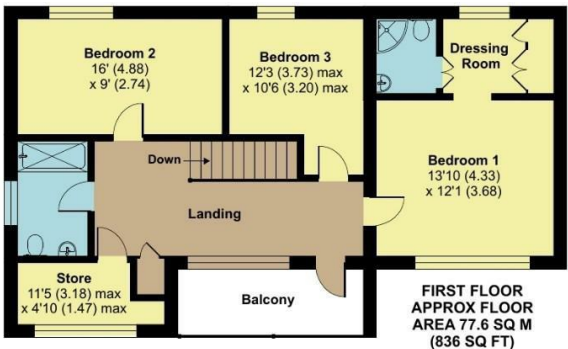 Bedroom 2
16' (4.88)
x 9' (2.74)
Bedroom 3
12'3 (3.73) max
x 10'6 (3.20) max
Dressing
Room
Bedroom 1
13'10 (4.33)
x 12'1 (3.68)
Down
Landing
Store
11'5 (3.18) max
x 4'10 (1.47) max
Balcony
FIRST FLOOR
APPROX FLOOR
AREA 77.6 SQ M
(836 SQ FT)